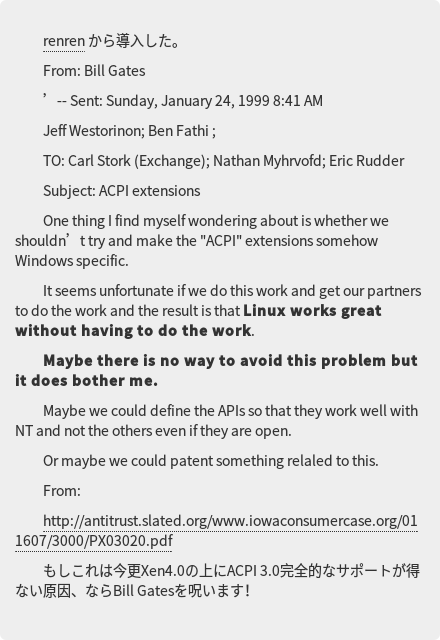 renren から導入した。
From: Bill Gates
’-- Sent: Sunday, January 24, 1999 8:41 AM
Jeff Westorinon; Ben Fathi ;
TO: Carl Stork (Exchange); Nathan Myhrvofd; Eric Rudder
Subject: ACPI extensions
One thing I find myself wondering about is whether we
shouldn’t try and make the "ACPI" extensions somehow
Windows specific.
It seems unfortunate if we do this work and get our partners
to do the work and the result is that Linux works great
without having to do the work.
Maybe there is no way to avoid this problem but
it does bother me.
Maybe we could define the APIs so that they work well with
NT and not the others even if they are open.
Or maybe we could patent something relaled to this.
From:
http://antitrust.slated.org/www.iowaconsumercase.org/01
1607/3000/PX03020.pdf
もしこれは今更Xen4.0の上にACPI 3.0完全的なサポートが得
ない原因、ならBill Gatesを呪います！